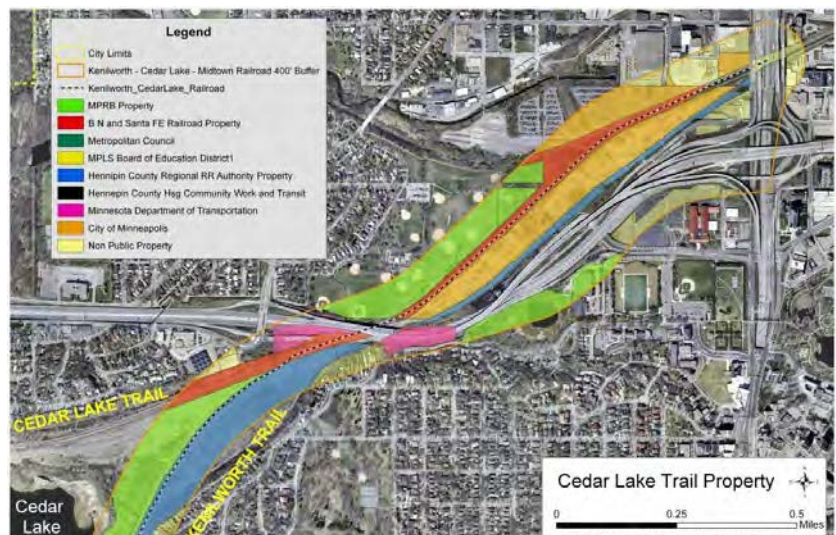 Legend
City Limits
Kenilworth - Cedar Lake - Midtown Railroad 400' Buffer
Kenilworth_CedarLake_Railroad
MPRB Property
B N and Santa FE Railroad Property
Metropolitan Council
MPLS Board of Education District1
Hennipin County Regional RR Authority Property
Hennepin County Hsg Community Work and Transit
Minnesota Department of Transportation
City of Minneapolis
Non Public Property
CEDAR LAKE TRAIL
KENILWORTH TRAIL
Cedar
Lake
Cedar Lake Trail Property
0 0.25 0.5
Miles